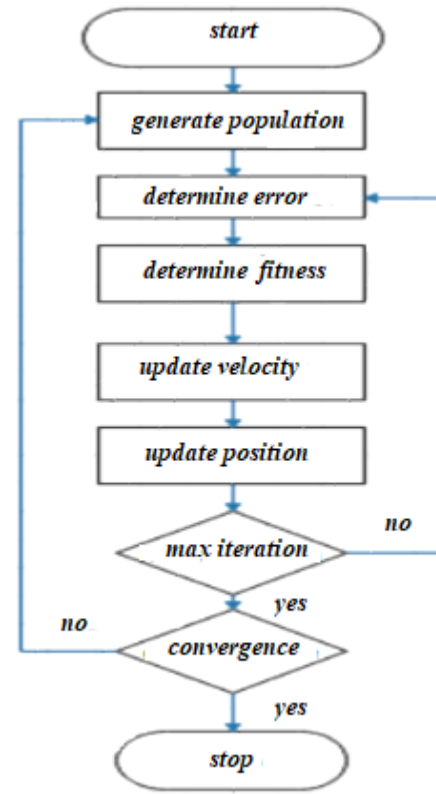 start
generate population
determine error
determine fitness
update velocity
update position
max iteration
no
yes
no
convergence
yes
stop